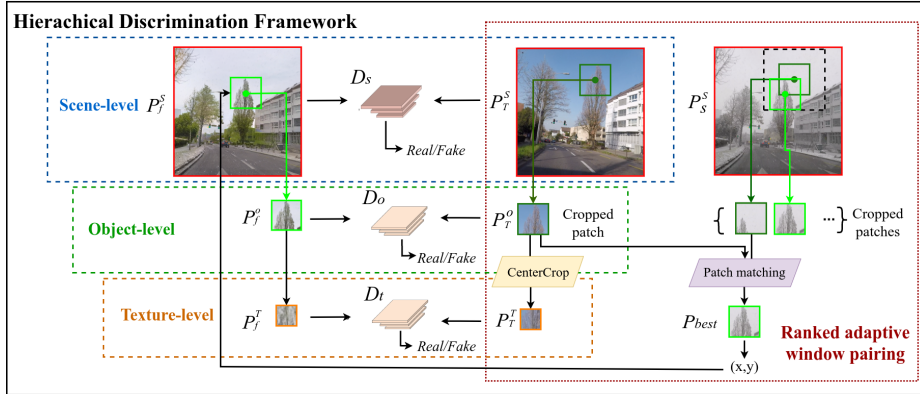 Hierachical Discrimination Framework
Scene-level
P_f^S
D_s
Real/Fake
P_T^S
P_S^S
Object-level
P_f^o
D_o
Real/Fake
P_T^o
Cropped
patch
{ ... }
Cropped
patches
CenterCrop
Patch matching
Texture-level
P_f^T
D_t
Real/Fake
P_T^T
P_best
(x,y)
Ranked adaptive
window pairing